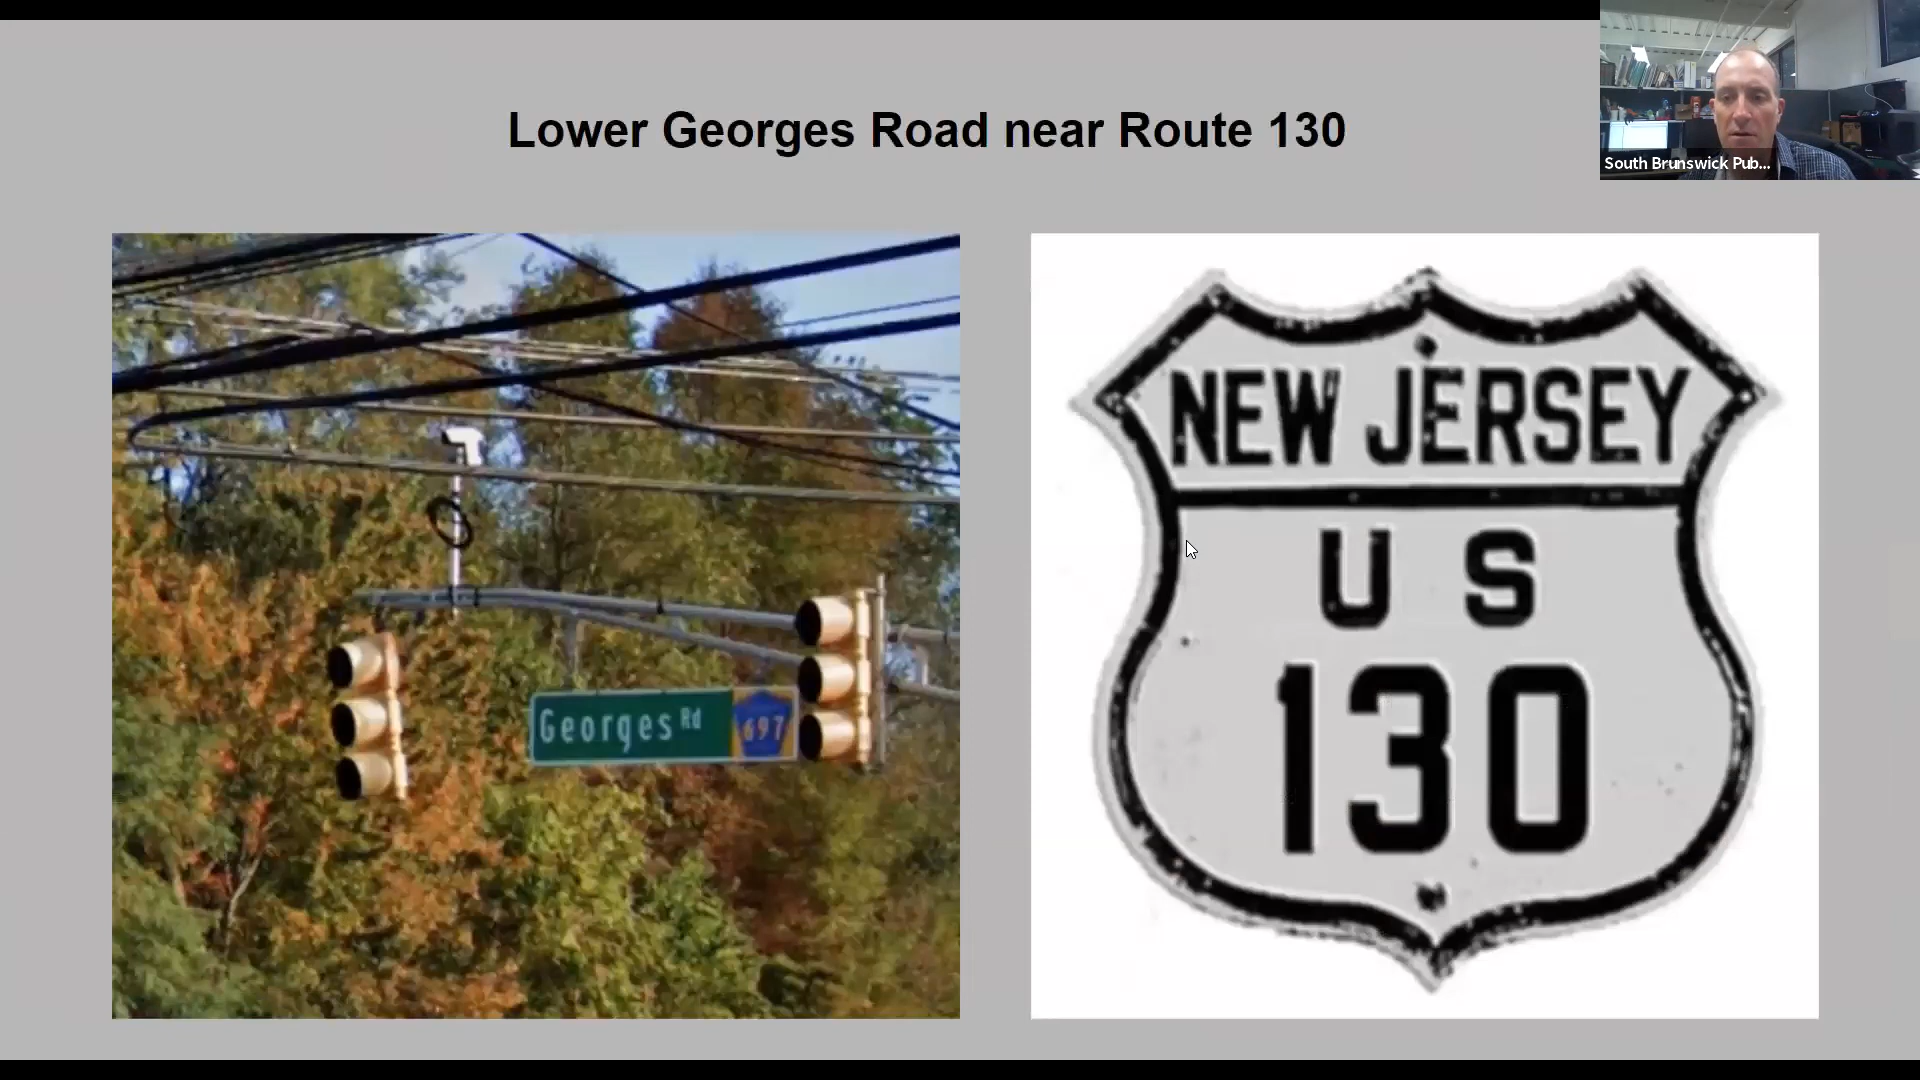 Lower Georges Road near Route 130
South Brunswick Pub...
Georges Rd 697
NEW JERSEY
U S
130